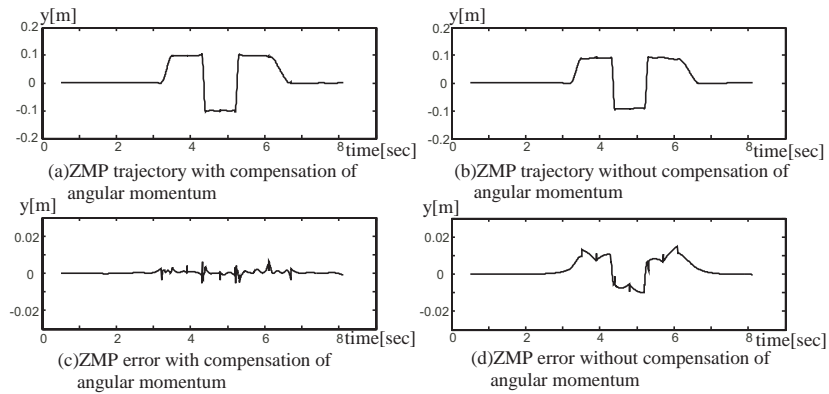 y[m]
0.2
0.1
0
-0.1
-0.2
0 2 4 6 8 time[sec]
(a)ZMP trajectory with compensation of
angular momentum
y[m]
0.2
0.1
0
-0.1
-0.2
0 2 4 6 8 time[sec]
(b)ZMP trajectory without compensation of
angular momentum
y[m]
0.02
0
-0.02
0 2 4 6 8 time[sec]
(c)ZMP error with compensation of
angular momentum
y[m]
0.02
0
-0.02
0 2 4 6 8 time[sec]
(d)ZMP error without compensation of
angular momentum